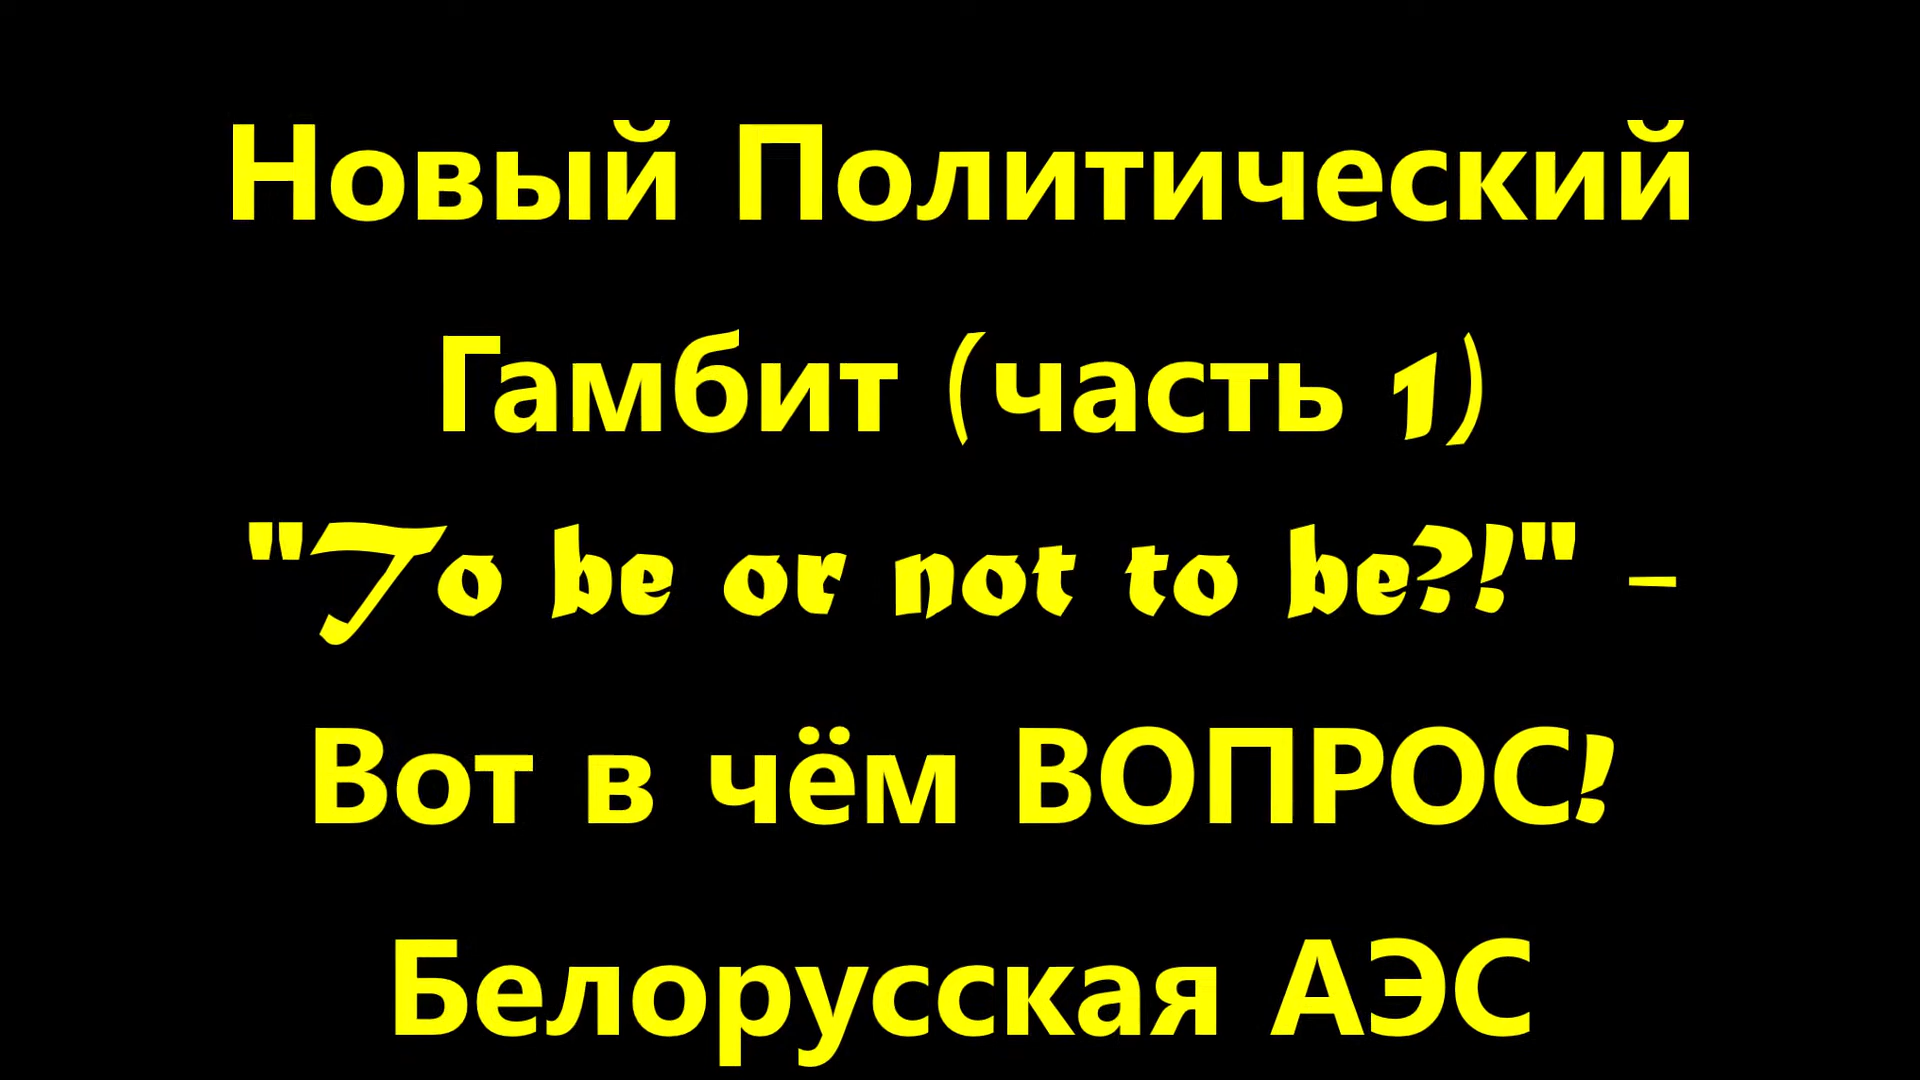 Новый Политический
Гамбит (часть 1)
"To be or not to be?!" -
Вот в чём ВОПРОС!
Белорусская АЭС